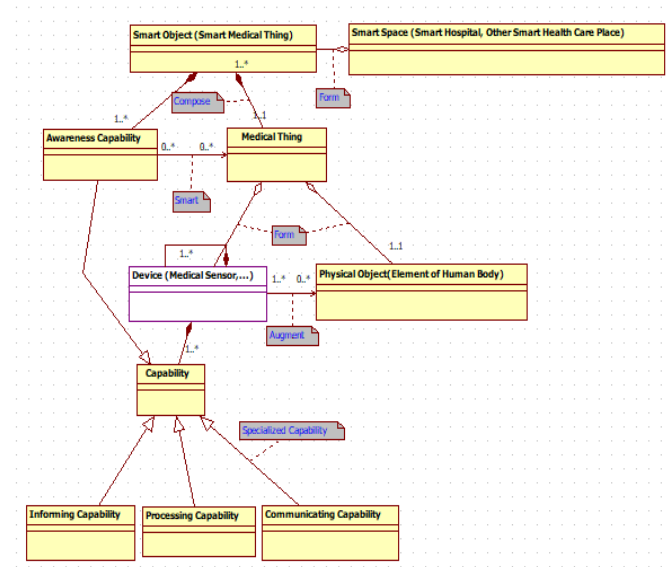 Smart Object (Smart Medical Thing)
Smart Space (Smart Hospital, Other Smart Health Care Place)
1..*
Compose
Form
1..*
1..1
Awareness Capability
0..*
0..*
Medical Thing
Smart
Form
1..*
1..1
Device (Medical Sensor,...)
1..*
0..*
Physical Object(Element of Human Body)
Augment
1..*
Capability
Specialized Capability
Informing Capability
Processing Capability
Communicating Capability